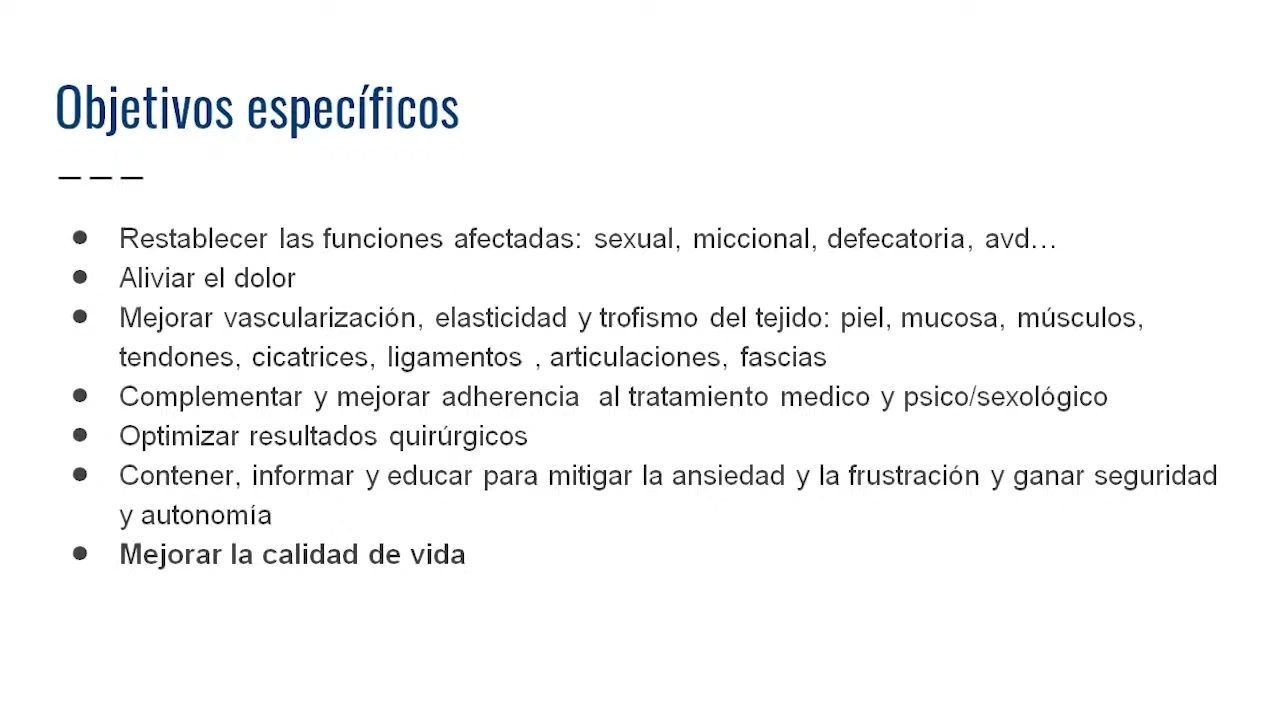 Objetivos específicos
● Restablecer las funciones afectadas: sexual, miccional, defecatoria, avd…
● Aliviar el dolor
● Mejorar vascularización, elasticidad y trofismo del tejido: piel, mucosa, músculos,
tendones, cicatrices, ligamentos , articulaciones, fascias
● Complementar y mejorar adherencia  al tratamiento medico y psico/sexológico
● Optimizar resultados quirúrgicos
● Contener, informar y educar para mitigar la ansiedad y la frustración y ganar seguridad
y autonomía
● Mejorar la calidad de vida